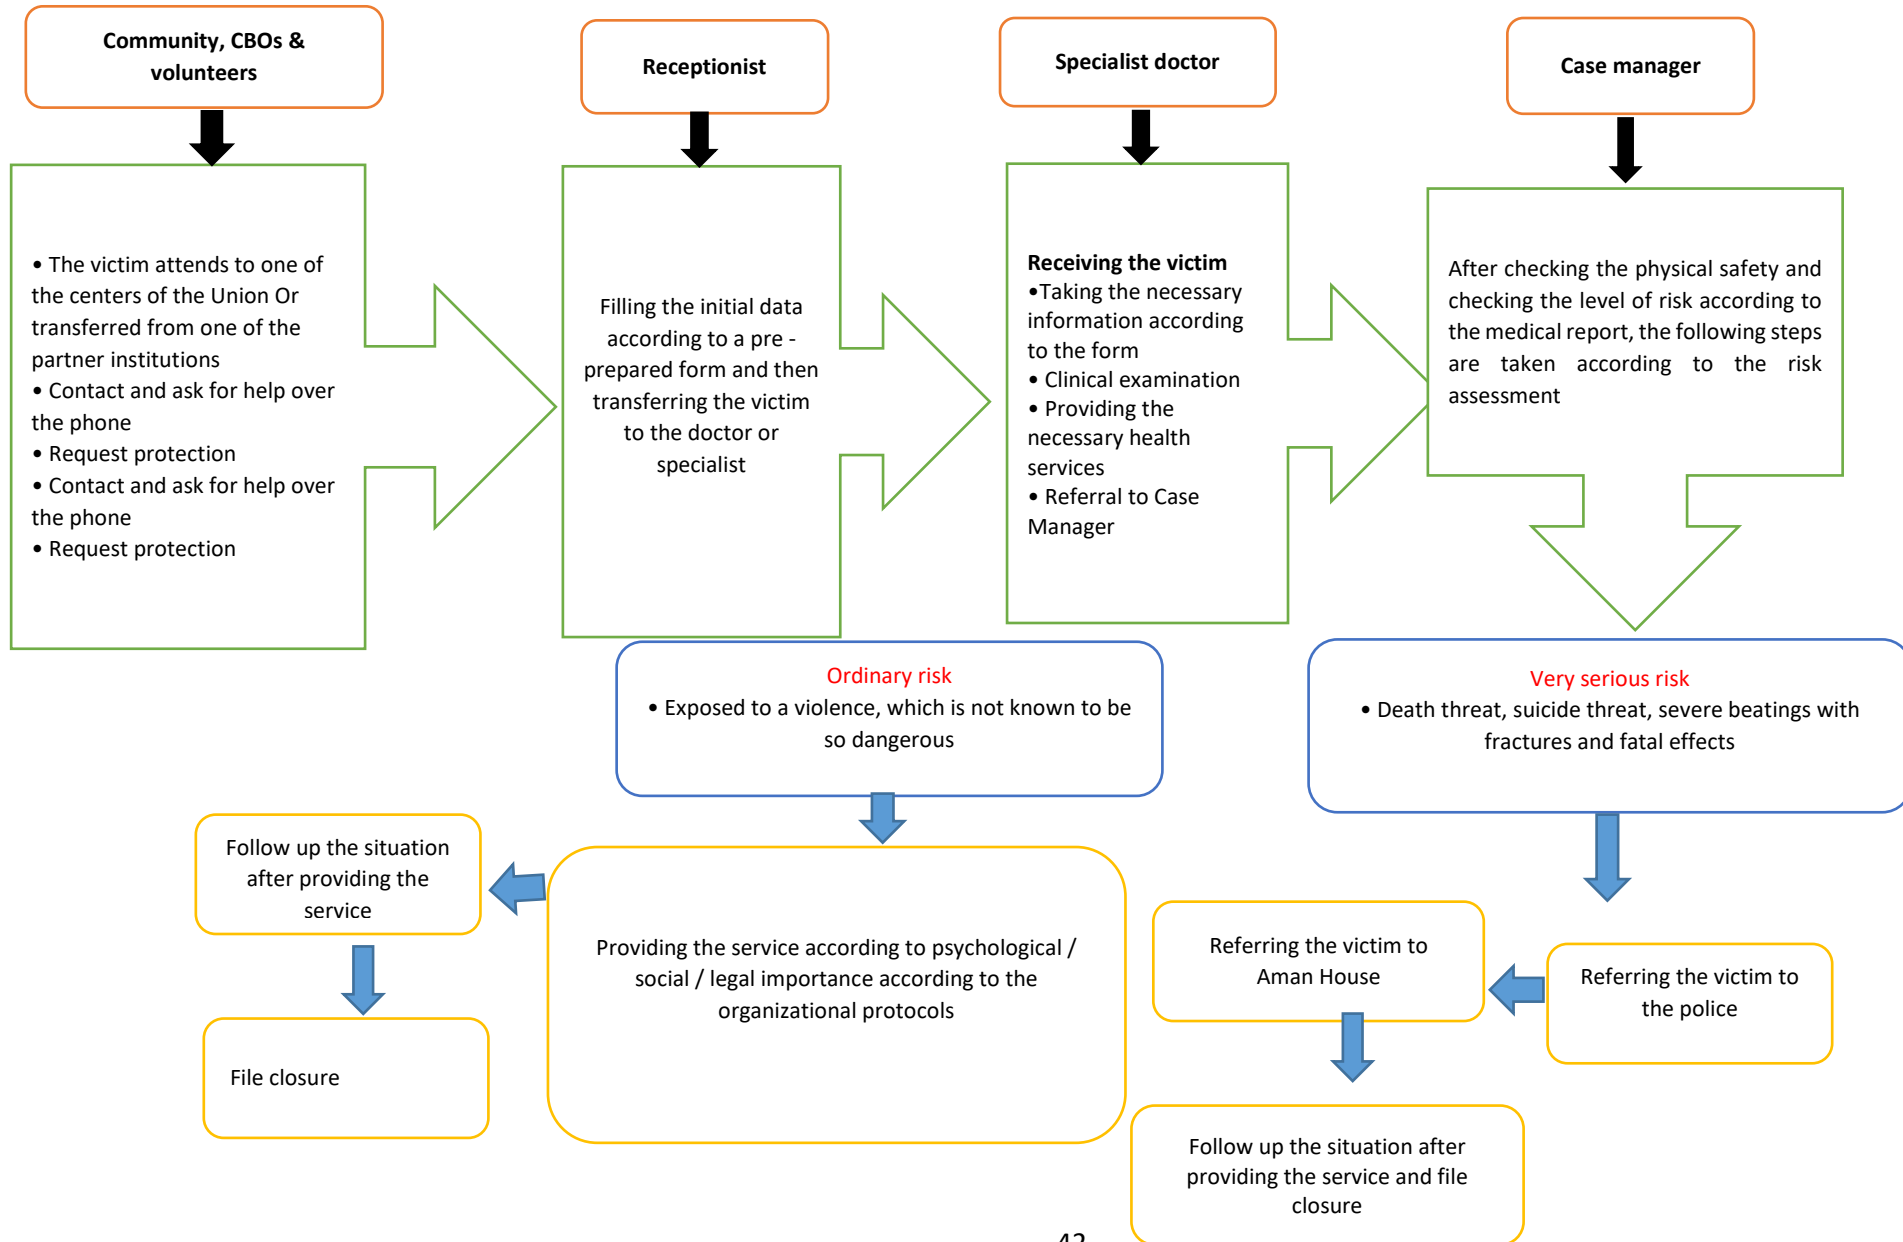 Community, CBOs &
volunteers
Receptionist
Specialist doctor
Case manager
• The victim attends to one of
the centers of the Union Or
transferred from one of the
partner institutions
• Contact and ask for help over
the phone
• Request protection
• Contact and ask for help over
the phone
• Request protection
Filling the initial data
according to a pre -
prepared form and then
transferring the victim
to the doctor or
specialist
Receiving the victim
•Taking the necessary
information according
to the form
• Clinical examination
• Providing the
necessary health
services
• Referral to Case
Manager
After checking the physical safety and
checking the level of risk according to
the medical report, the following steps
are taken according to the risk
assessment
Ordinary risk
• Exposed to a violence, which is not known to be
so dangerous
Very serious risk
• Death threat, suicide threat, severe beatings with
fractures and fatal effects
Follow up the situation
after providing the
service
File closure
Providing the service according to psychological /
social / legal importance according to the
organizational protocols
Referring the victim to
Aman House
Referring the victim to
the police
Follow up the situation after
providing the service and file
closure
42